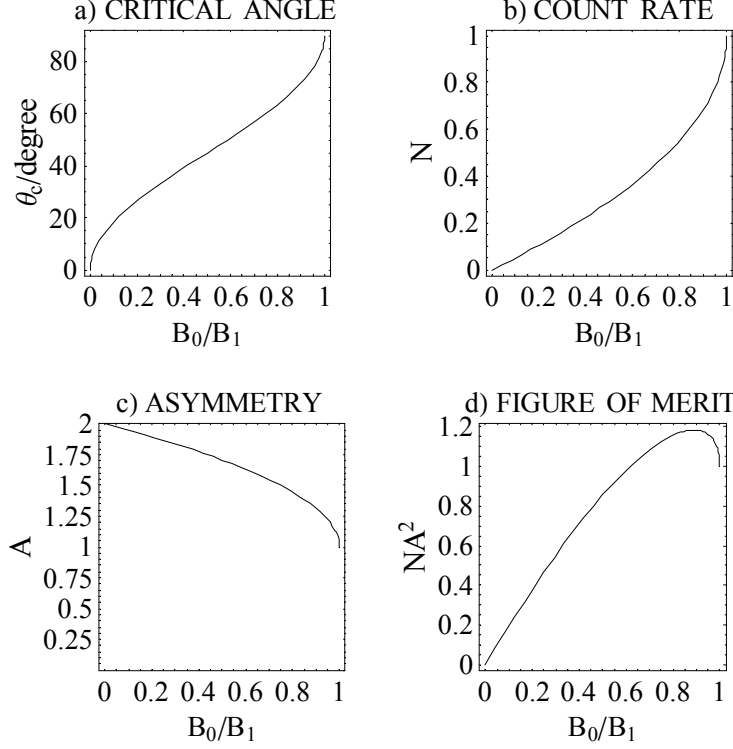 a) CRITICAL ANGLE
80
60
40
20
0
θc/degree
0 0.2 0.4 0.6 0.8 1
B0/B1
b) COUNT RATE
1
0.8
0.6
0.4
0.2
0
N
0 0.2 0.4 0.6 0.8 1
B0/B1
c) ASYMMETRY
2
1.75
1.5
1.25
1
0.75
0.5
0.25
A
0 0.2 0.4 0.6 0.8 1
B0/B1
d) FIGURE OF MERIT
1.2
1
0.8
0.6
0.4
0.2
0
NA²
0 0.2 0.4 0.6 0.8 1
B0/B1